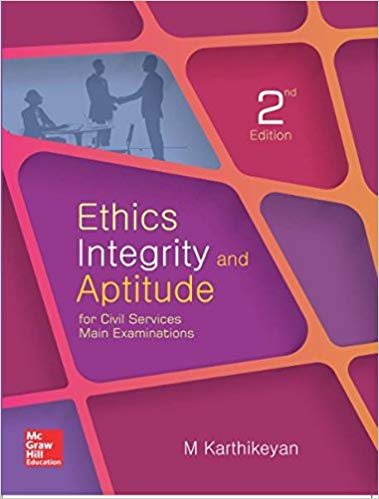 2nd
Edition
Ethics
Integrity and
Aptitude
for Civil Services
Main Examinations
Mc
Graw
Hill
Education
M Karthikeyan